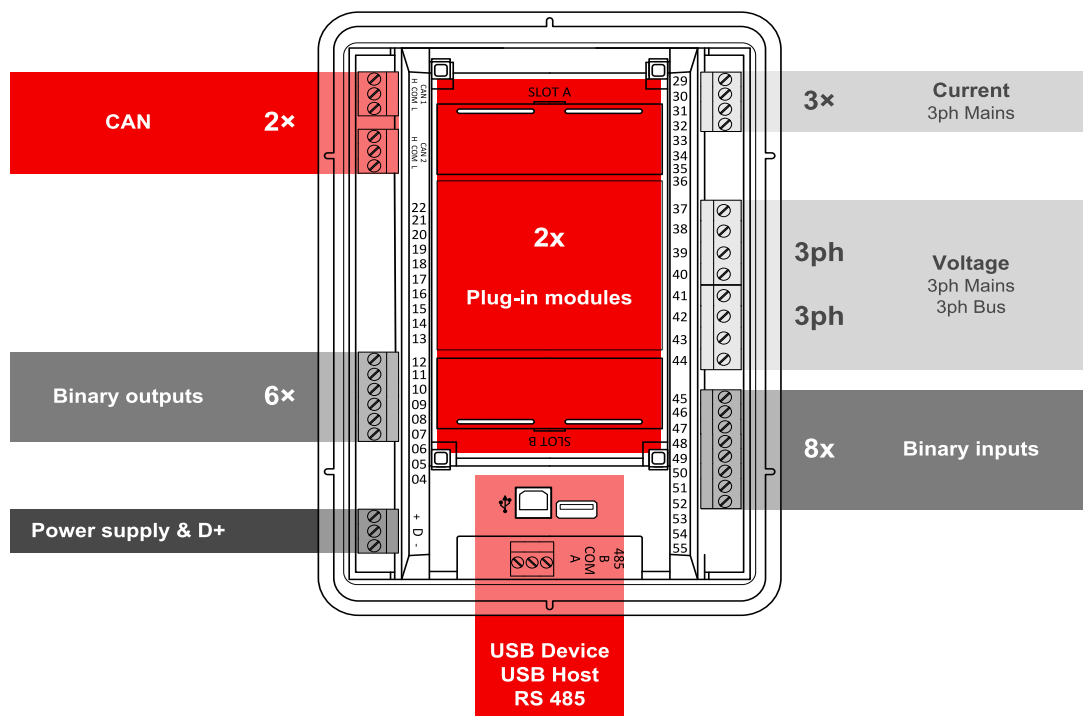 CAN 2×
CAN 1
H COM L
CAN 2
H COM L
22
21
20
19
18
17
16
15
14
13
Binary outputs 6×
12
11
10
09
08
07
06
05
04
Power supply & D+
+ D -
SLOT A
2x
Plug-in modules
SLOT B
485
B
COM
A
USB Device
USB Host
RS 485
29
30
31
32
33
34
35
36
37
38
39
40
41
42
43
44
45
46
47
48
49
50
51
52
53
54
55
3× Current
3ph Mains
3ph
3ph
Voltage
3ph Mains
3ph Bus
8x Binary inputs